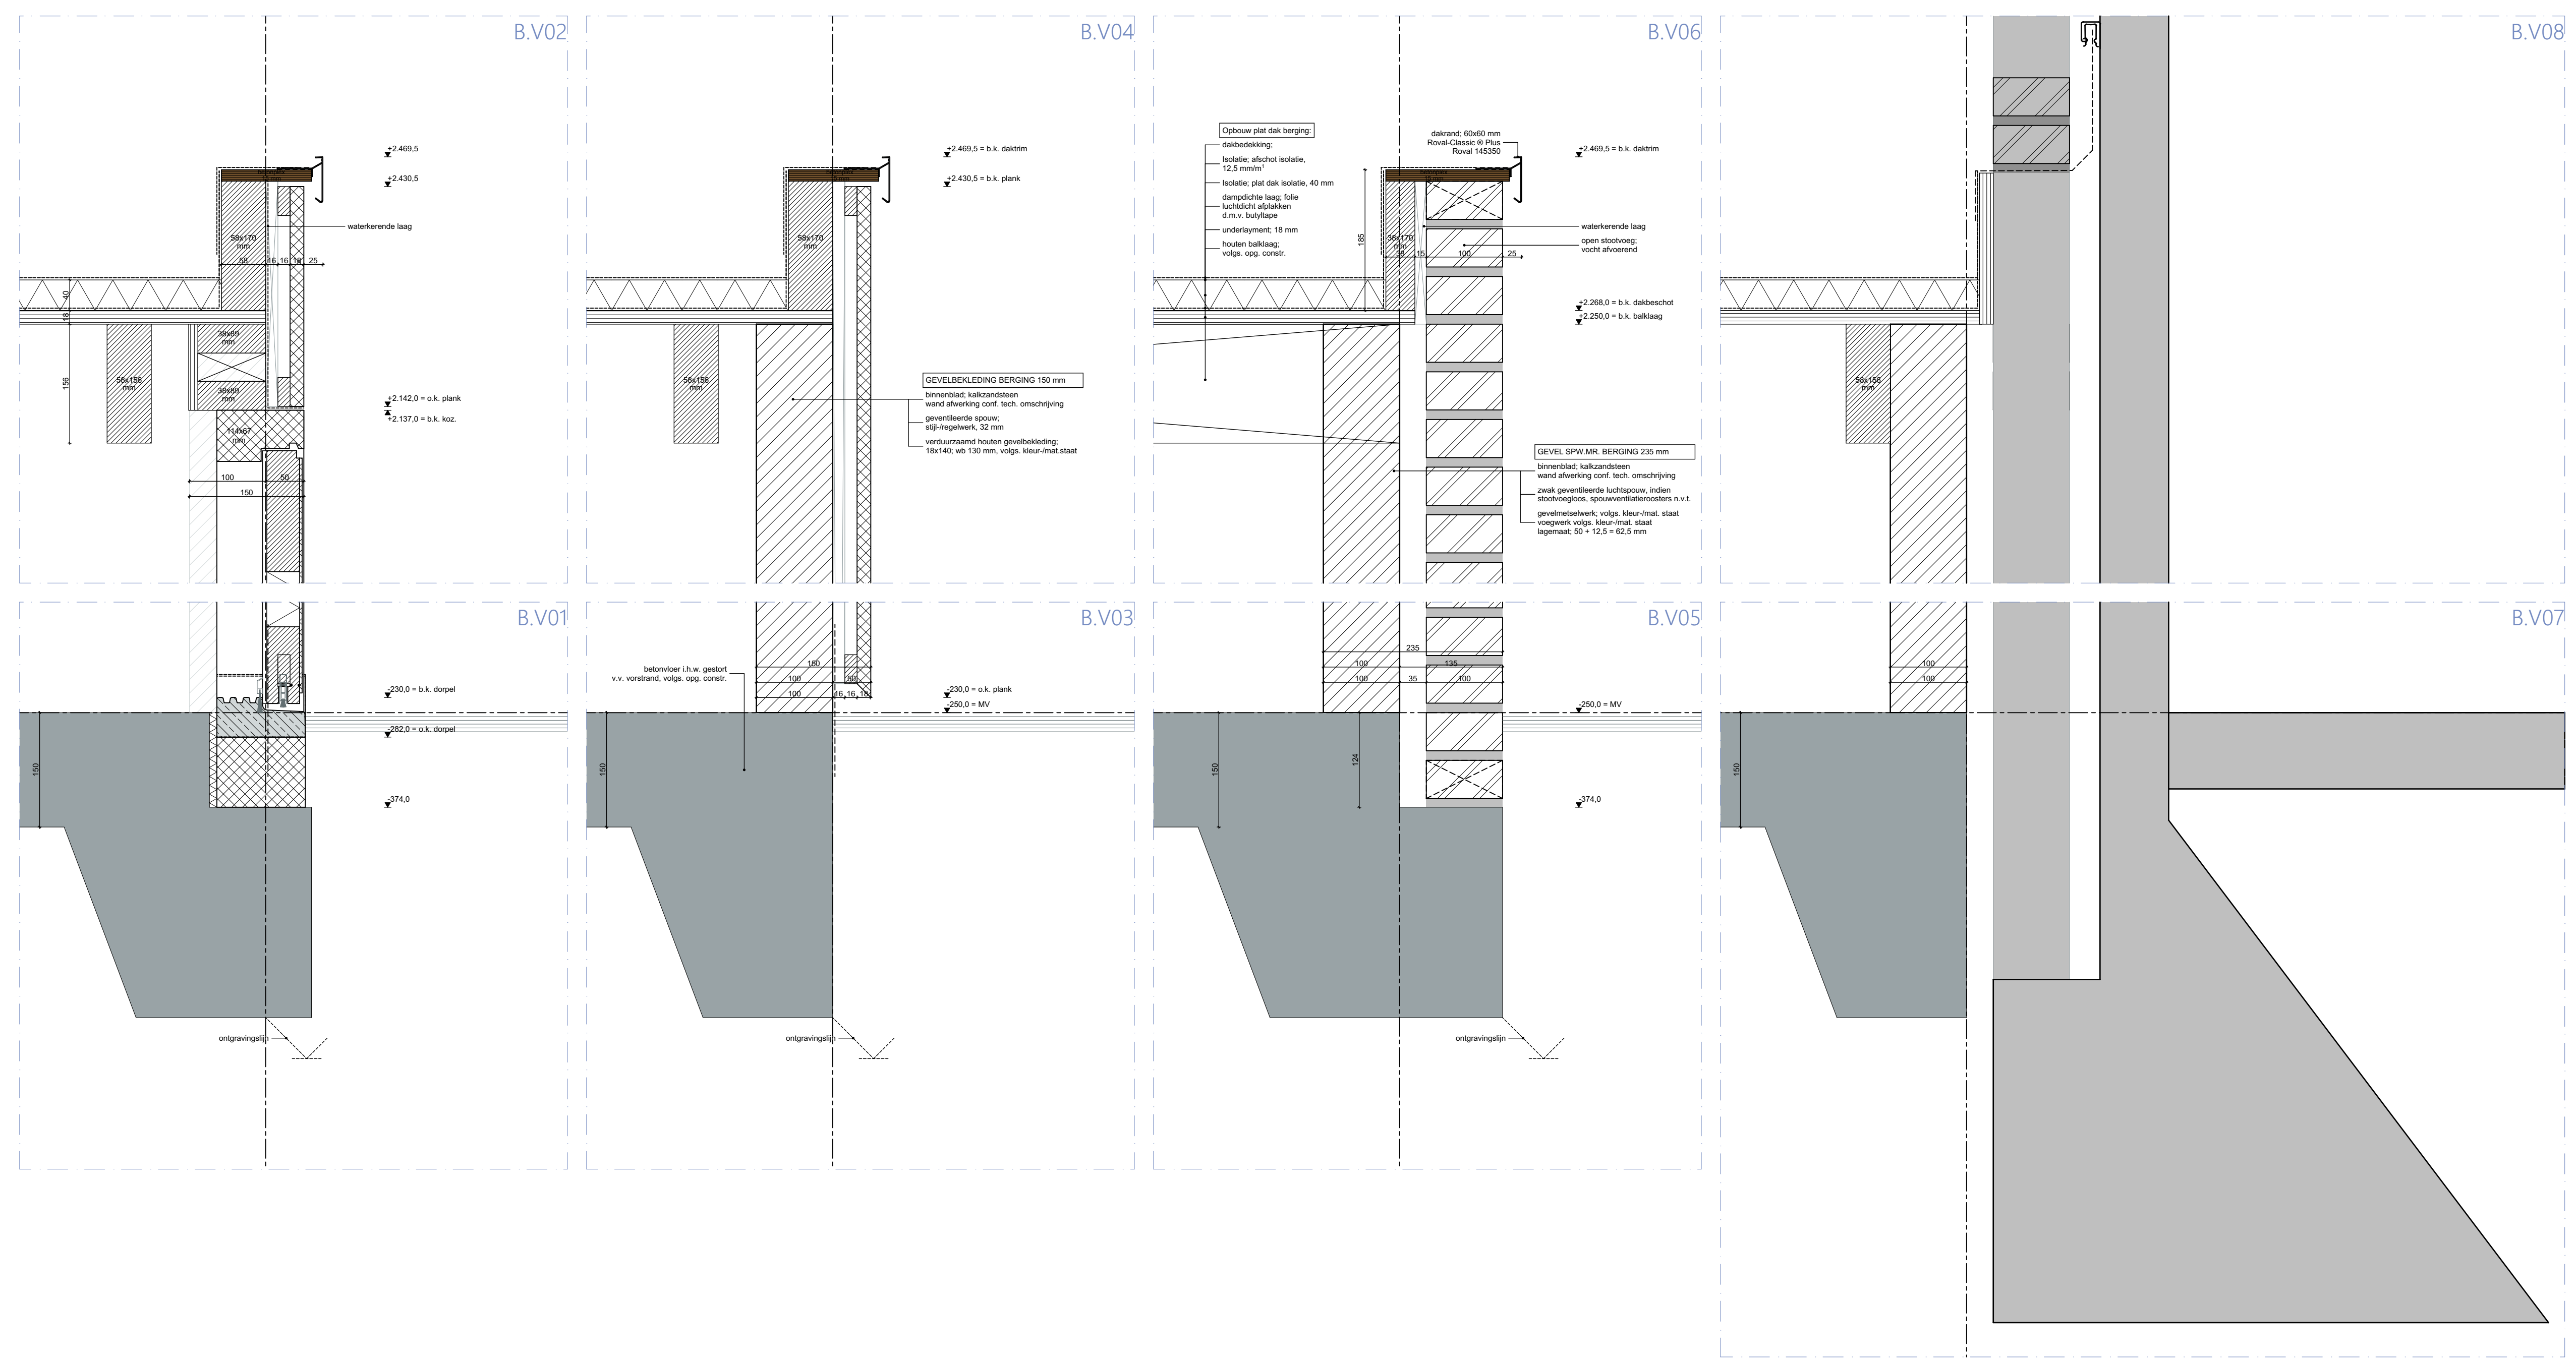 B.V02
+2.469,5
+2.430,5
waterkerende laag
58x170
mm
58
16
16
18
25
40
18
156
38x69
mm
58x156
mm
38x89
mm
+2.142,0 = o.k. plank
+2.137,0 = b.k. koz.
114x67
mm
100
50
150
B.V04
+2.469,5 = b.k. daktrim
+2.430,5 = b.k. plank
58x170
mm
58x156
mm
GEVELBEKLEDING BERGING 150 mm
binnenblad; kalkzandsteen
wand afwerking conf. tech. omschrijving
geventileerde spouw;
stijl-/regelwerk, 32 mm
verduurzaamd houten gevelbekleding;
18x140; wb 130 mm, volgs. kleur-/mat.staat
B.V06
Opbouw plat dak berging:
dakbedekking;
Isolatie; afschot isolatie,
12,5 mm/m¹
Isolatie; plat dak isolatie, 40 mm
dampdichte laag; folie
luchtdicht afplakken
d.m.v. butyltape
underlayment; 18 mm
houten balklaag;
volgs. opg. constr.
dakrand; 60x60 mm
Roval-Classic ® Plus
Roval 145350
+2.469,5 = b.k. daktrim
waterkerende laag
open stootvoeg;
vocht afvoerend
185
38x170
mm
38
15
100
25
+2.268,0 = b.k. dakbeschot
+2.250,0 = b.k. balklaag
GEVEL SPW.MR. BERGING 235 mm
binnenblad; kalkzandsteen
wand afwerking conf. tech. omschrijving
zwak geventileerde luchtspouw, indien
stootvoegloos, spouwventilatieroosters n.v.t.
gevelmetselwerk; volgs. kleur-/mat. staat
voegwerk volgs. kleur-/mat. staat
lagemaat; 50 + 12,5 = 62,5 mm
B.V08
58x156
mm
B.V01
-230,0 = b.k. dorpel
-282,0 = o.k. dorpel
150
-374,0
ontgravingslijn
B.V03
betonvloer i.h.w. gestort
v.v. vorstrand, volgs. opg. constr.
150
100
50
100
16
16
18
-230,0 = o.k. plank
-250,0 = MV
150
ontgravingslijn
B.V05
235
100
135
100
35
100
-250,0 = MV
150
124
-374,0
ontgravingslijn
B.V07
100
100
150